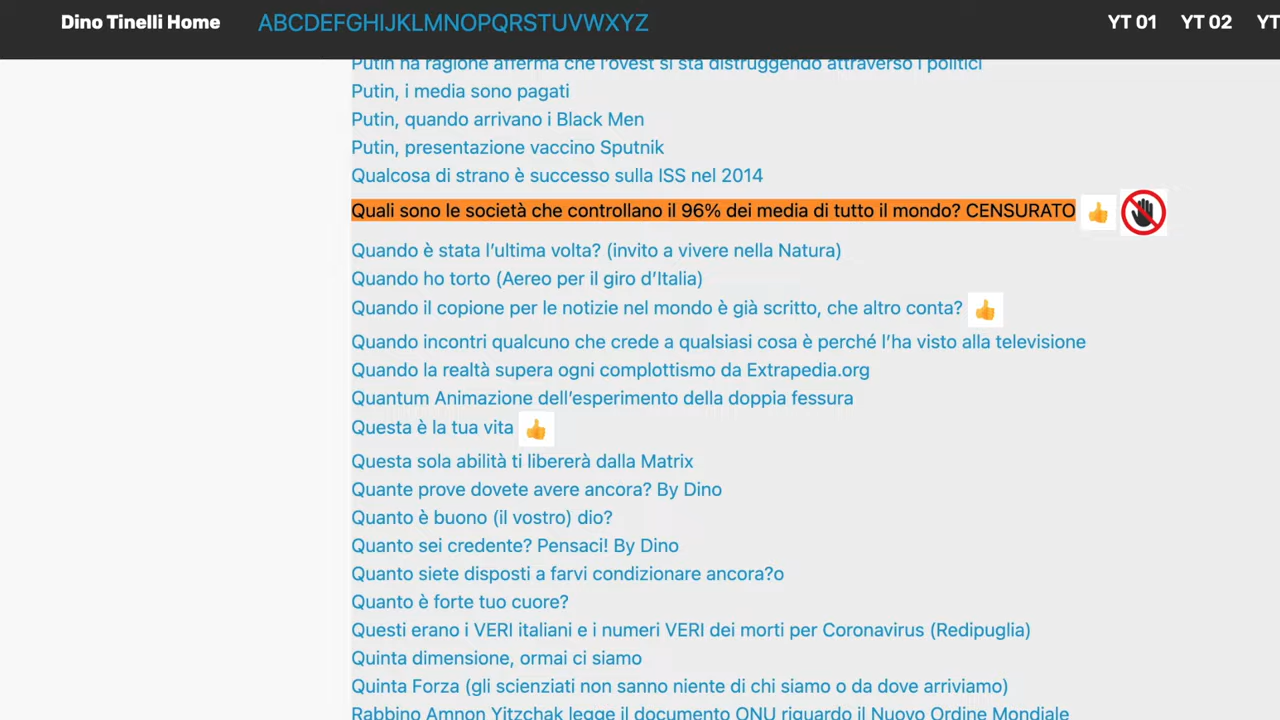 Dino Tinelli Home ABCDEFGHIJKLMNOPQRSTUVWXYZ YT 01 YT 02 YT
Putin ha ragione afferma che l’ovest si sta distruggendo attraverso i politici
Putin, i media sono pagati
Putin, quando arrivano i Black Men
Putin, presentazione vaccino Sputnik
Qualcosa di strano è successo sulla ISS nel 2014
Quali sono le società che controllano il 96% dei media di tutto il mondo? CENSURATO
Quando è stata l’ultima volta? (invito a vivere nella Natura)
Quando ho torto (Aereo per il giro d’Italia)
Quando il copione per le notizie nel mondo è già scritto, che altro conta?
Quando incontri qualcuno che crede a qualsiasi cosa è perché l’ha visto alla televisione
Quando la realtà supera ogni complottismo da Extrapedia.org
Quantum Animazione dell’esperimento della doppia fessura
Questa è la tua vita
Questa sola abilità ti libererà dalla Matrix
Quante prove dovete avere ancora? By Dino
Quanto è buono (il vostro) dio?
Quanto sei credente? Pensaci! By Dino
Quanto siete disposti a farvi condizionare ancora?o
Quanto è forte tuo cuore?
Questi erano i VERI italiani e i numeri VERI dei morti per Coronavirus (Redipuglia)
Quinta dimensione, ormai ci siamo
Quinta Forza (gli scienziati non sanno niente di chi siamo o da dove arriviamo)
Rabbino Amnon Yitzchak legge il documento ONU riguardo il Nuovo Ordine Mondiale